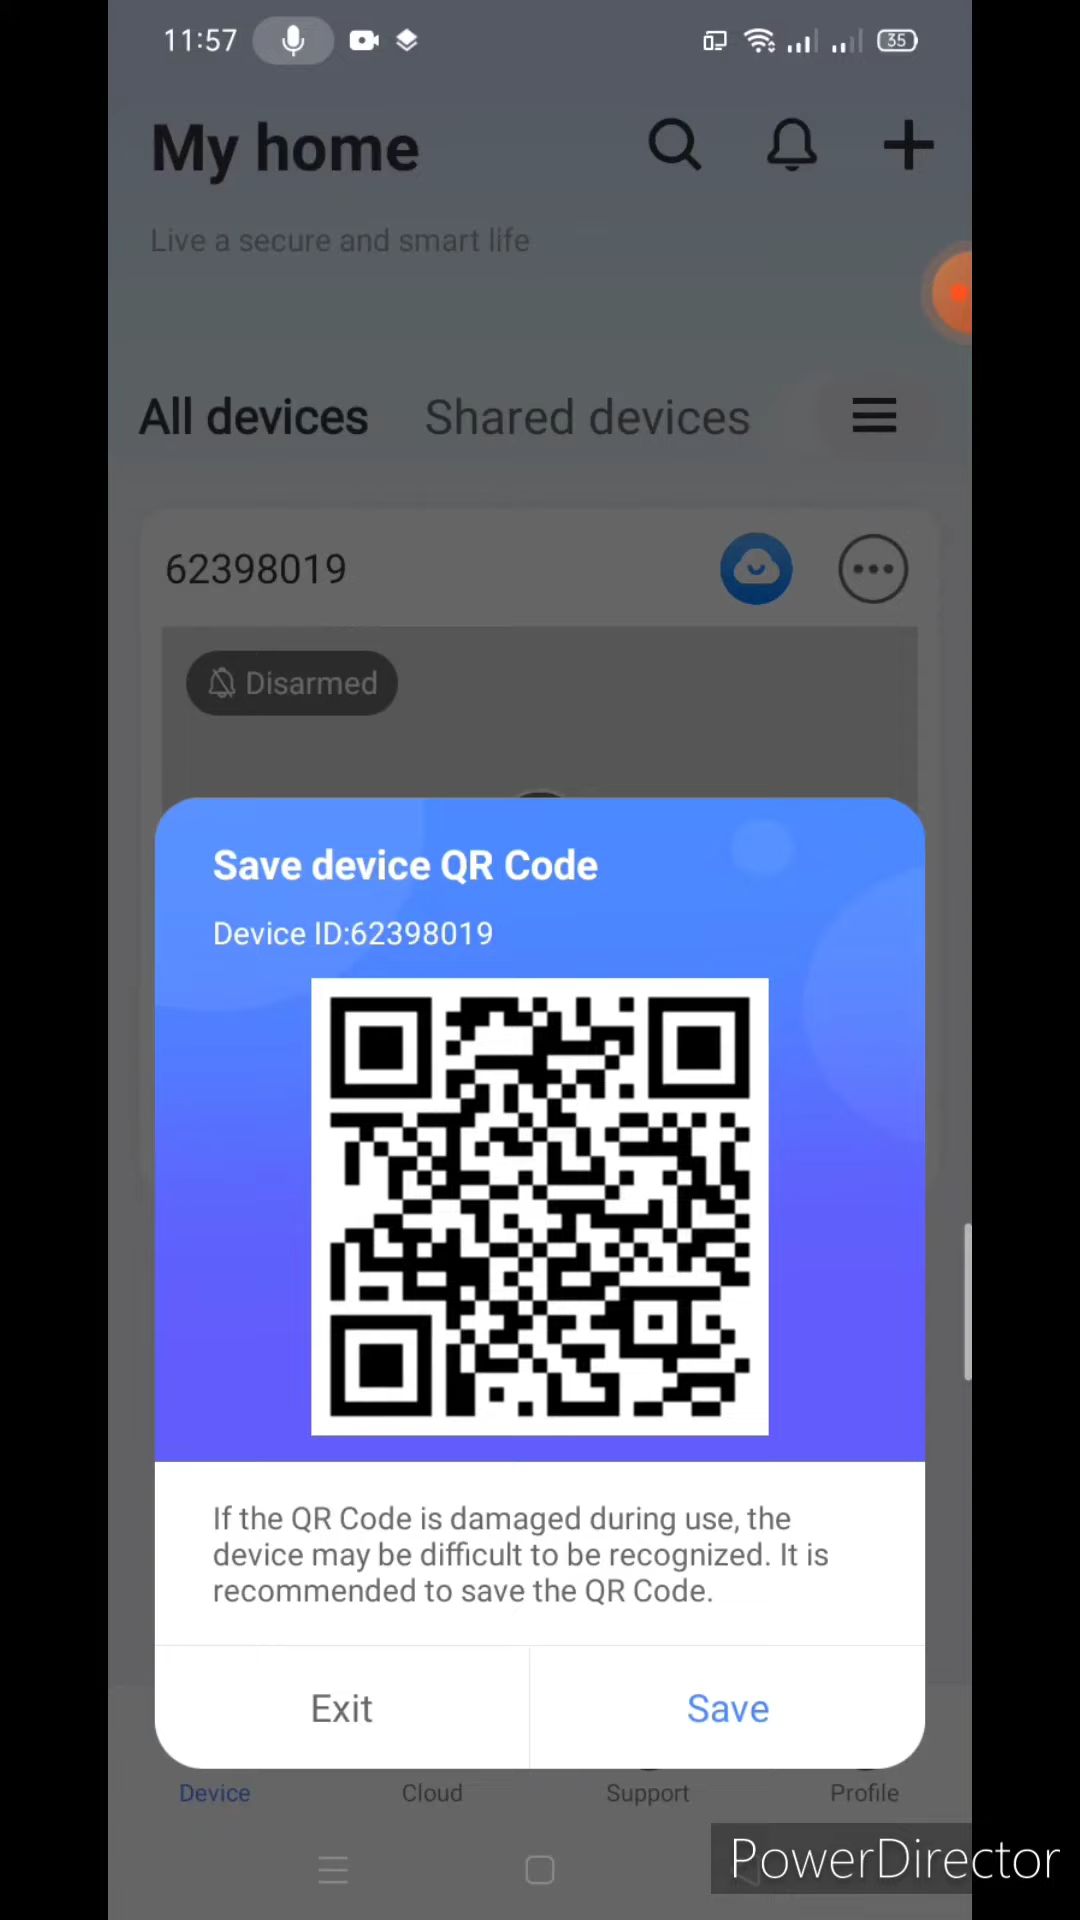 11:57
35
My home
Live a secure and smart life
All devices
Shared devices
62398019
Disarmed
Save device QR Code
Device ID:62398019
If the QR Code is damaged during use, the
device may be difficult to be recognized. It is
recommended to save the QR Code.
Exit
Save
Device
Cloud
Support
Profile
PowerDirector